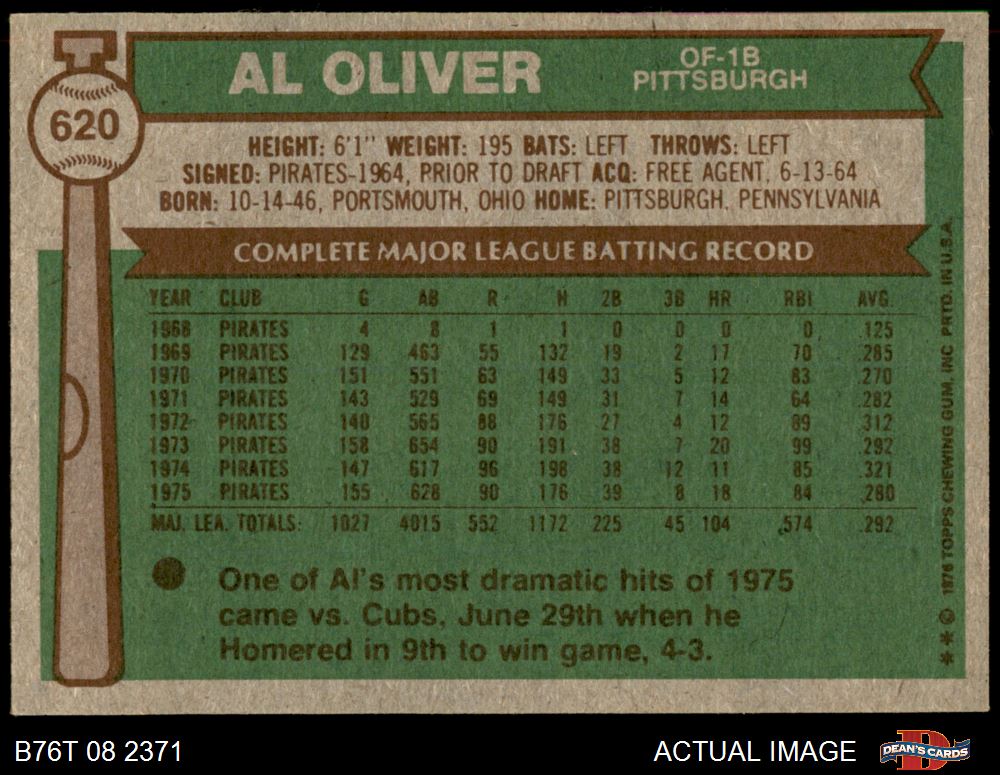 620
AL OLIVER
OF-1B
PITTSBURGH
HEIGHT: 6'1" WEIGHT: 195 BATS: LEFT THROWS: LEFT
SIGNED: PIRATES-1964, PRIOR TO DRAFT ACQ: FREE AGENT, 6-13-64
BORN: 10-14-46, PORTSMOUTH, OHIO HOME: PITTSBURGH, PENNSYLVANIA
COMPLETE MAJOR LEAGUE BATTING RECORD
YEAR CLUB G AB R H 2B 3B HR RBI AVG.
1968 PIRATES 4 8 1 1 0 0 0 0 .125
1969 PIRATES 129 463 55 132 19 2 17 70 .285
1970 PIRATES 151 551 63 149 33 5 12 83 .270
1971 PIRATES 143 529 69 149 31 7 14 64 .282
1972 PIRATES 140 565 88 176 27 4 12 89 .312
1973 PIRATES 158 654 90 191 38 7 20 99 .292
1974 PIRATES 147 617 96 198 38 12 11 85 .321
1975 PIRATES 155 628 90 176 39 8 18 84 .280
MAJ. LEA. TOTALS: 1027 4015 552 1172 225 45 104 574 .292
One of Al's most dramatic hits of 1975
came vs. Cubs, June 29th when he
Homered in 9th to win game, 4-3.
** © 1976 TOPPS CHEWING GUM, INC PRTD. IN U.S.A.
B76T 08 2371
ACTUAL IMAGE
D
DEAN'S CARDS